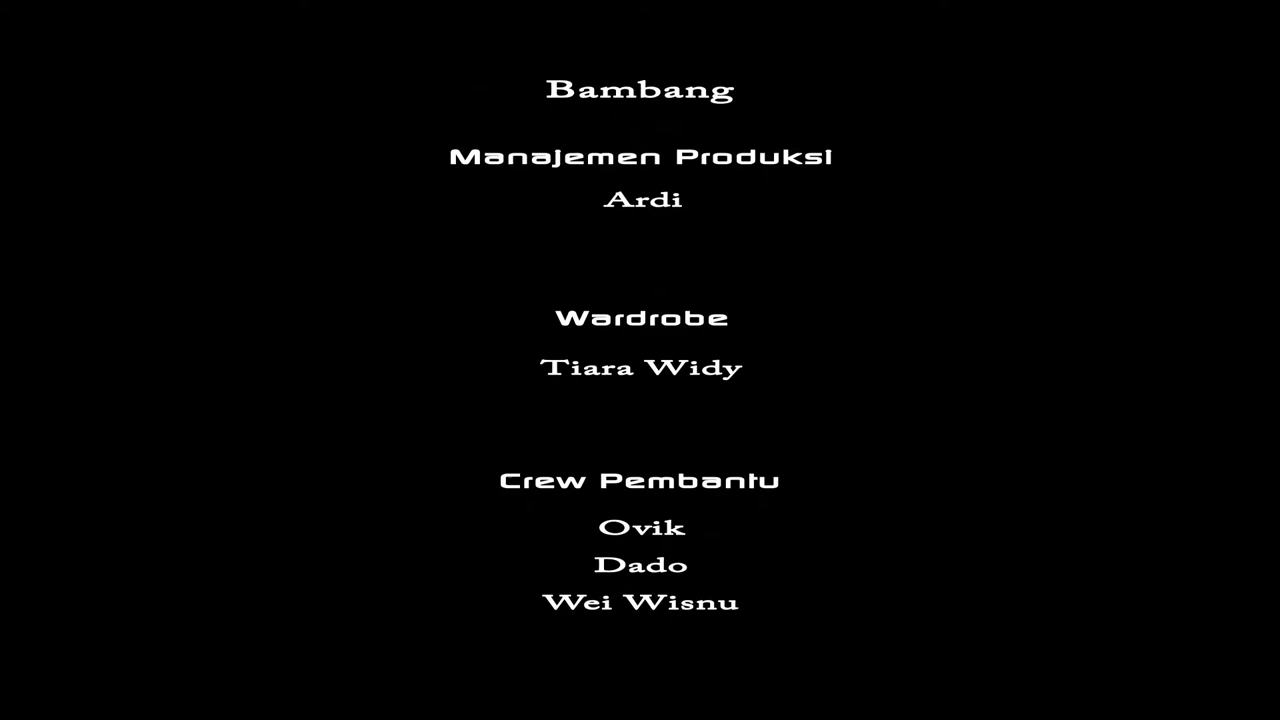 Bambang
Manajemen Produksi
Ardi
Wardrobe
Tiara Widy
Crew Pembantu
Ovik
Dado
Wei Wisnu